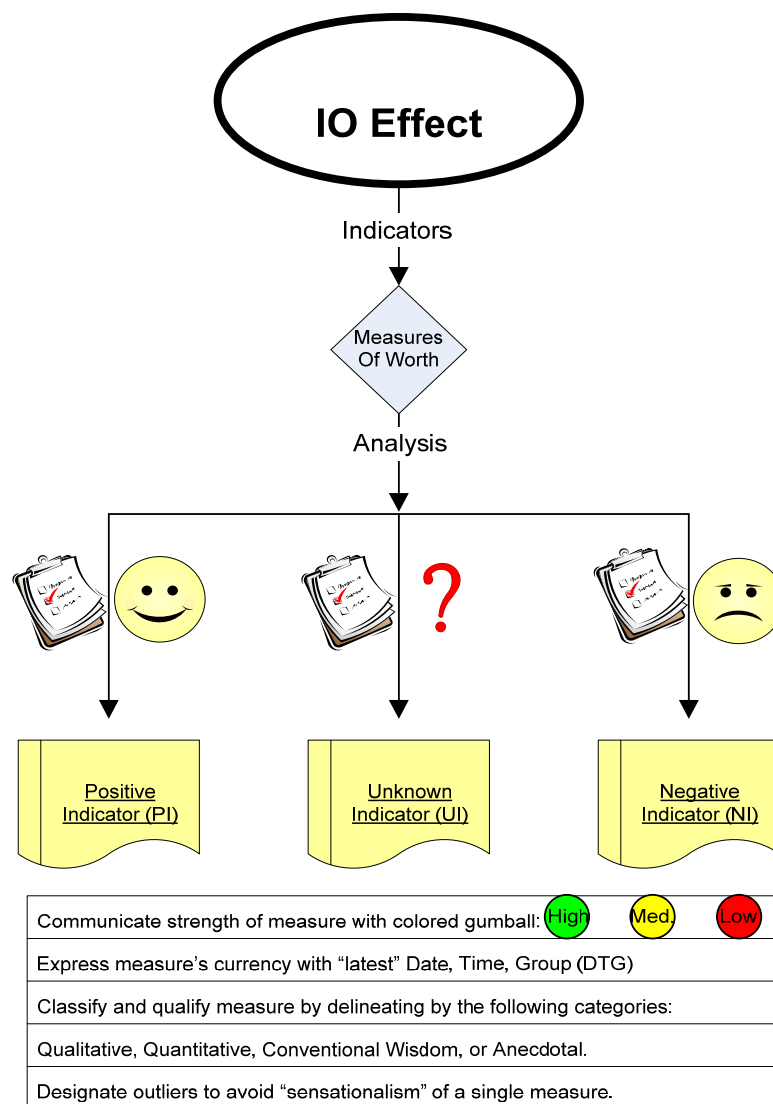 IO Effect
Indicators
Measures
Of Worth
Analysis
?
Positive
Indicator (PI)
Unknown
Indicator (UI)
Negative
Indicator (NI)
Communicate strength of measure with colored gumball: High Med. Low
Express measure's currency with “latest” Date, Time, Group (DTG)
Classify and qualify measure by delineating by the following categories:
Qualitative, Quantitative, Conventional Wisdom, or Anecdotal.
Designate outliers to avoid “sensationalism” of a single measure.